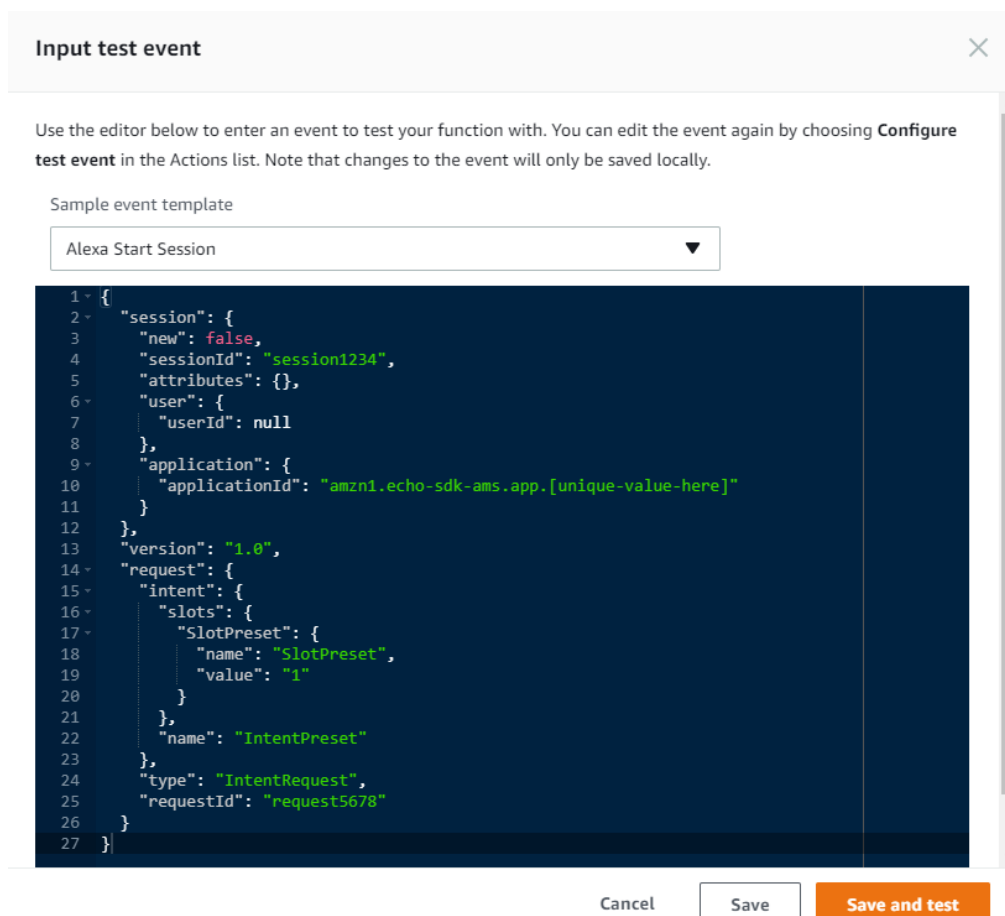 Input test event
Use the editor below to enter an event to test your function with. You can edit the event again by choosing Configure
test event in the Actions list. Note that changes to the event will only be saved locally.
Sample event template
Alexa Start Session
1 {
2   "session": {
3     "new": false,
4     "sessionId": "session1234",
5     "attributes": {},
6     "user": {
7       "userId": null
8     },
9     "application": {
10       "applicationId": "amzn1.echo-sdk-ams.app.[unique-value-here]"
11     }
12   },
13   "version": "1.0",
14   "request": {
15     "intent": {
16       "slots": {
17         "SlotPreset": {
18           "name": "SlotPreset",
19           "value": "1"
20         }
21       },
22       "name": "IntentPreset"
23     },
24     "type": "IntentRequest",
25     "requestId": "request5678"
26   }
27 }
Cancel Save Save and test